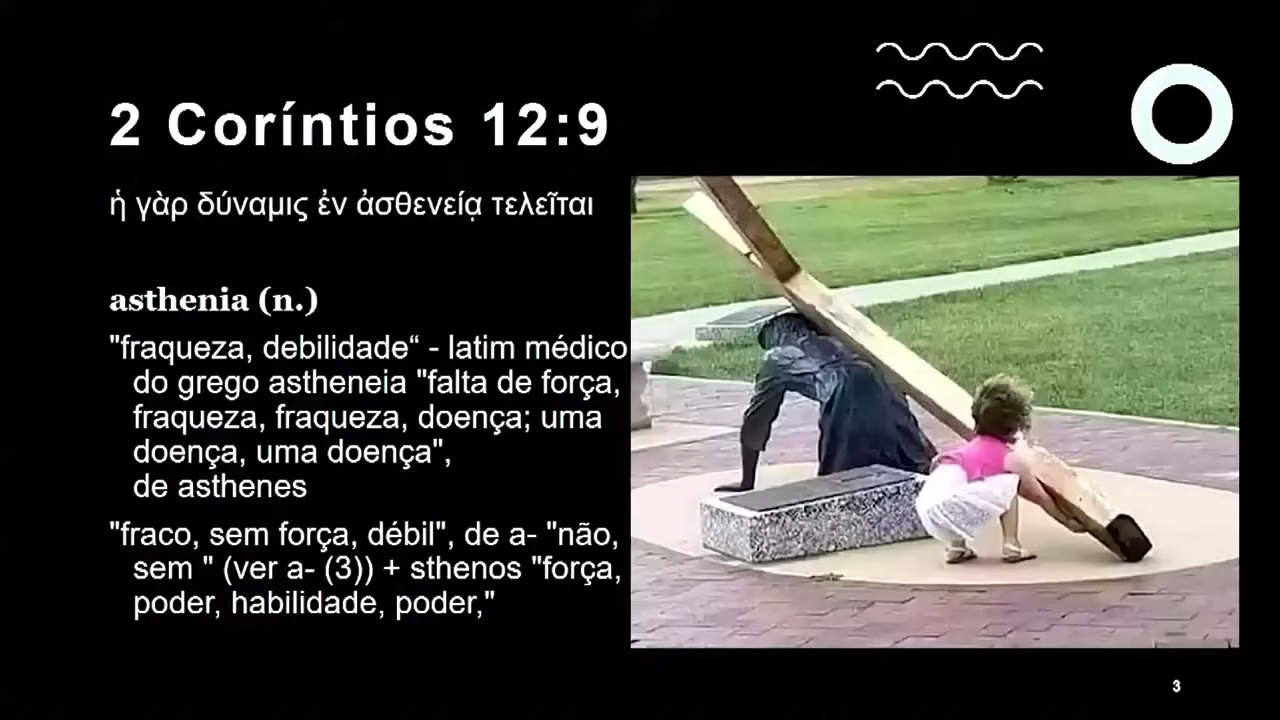 2 Coríntios 12:9
ἡ γὰρ δύναμις ἐν ἀσθενείᾳ τελεῖται
asthenia (n.)
"fraqueza, debilidade“ - latim médico
do grego astheneia "falta de força,
fraqueza, fraqueza, doença; uma
doença, uma doença",
de asthenes
"fraco, sem força, débil", de a- "não,
sem " (ver a- (3)) + sthenos "força,
poder, habilidade, poder,"
3